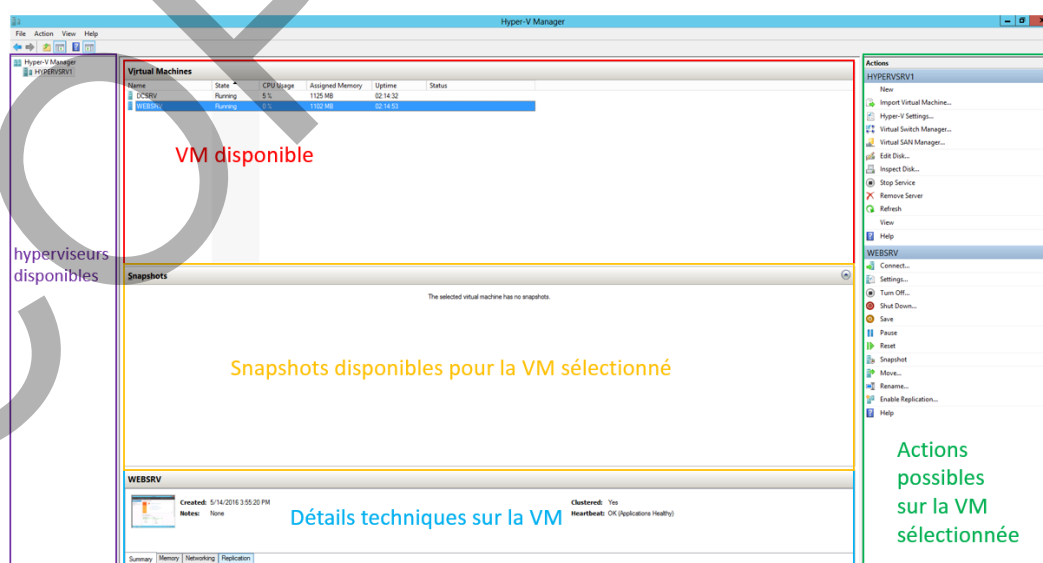 Hyper-V Manager
File Action View Help
Hyper-V Manager
HYPERVSRV1
hyperviseurs
disponibles
Virtual Machines
Name State CPU Usage Assigned Memory Uptime Status
DCSRV Running 5 % 1125 MB 02:14:32
WEBSRV Running 0 % 1102 MB 02:14:53
VM disponible
Snapshots
The selected virtual machine has no snapshots.
Snapshots disponibles pour la VM sélectionné
WEBSRV
Created: 5/14/2016 3:55:20 PM Clustered: Yes
Notes: None Heartbeat: OK (Applications Healthy)
Détails techniques sur la VM
Summary Memory Networking Replication
Actions
HYPERVSRV1
New
Import Virtual Machine...
Hyper-V Settings...
Virtual Switch Manager...
Virtual SAN Manager...
Edit Disk...
Inspect Disk...
Stop Service
Remove Server
Refresh
View
Help
WEBSRV
Connect...
Settings...
Turn Off...
Shut Down...
Save
Pause
Reset
Snapshot
Move...
Rename...
Enable Replication...
Help
Actions
possibles
sur la VM
sélectionnée